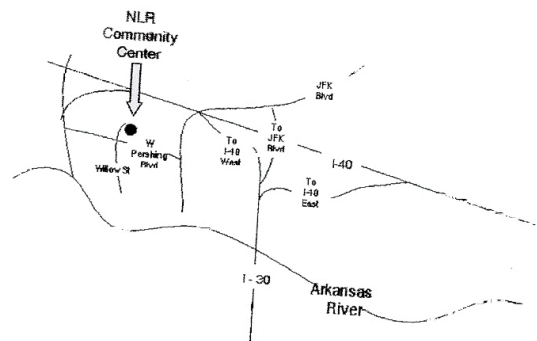 NLR
Community
Center
JFK
Blvd
To
JFK
Blvd
I-40
W
Pershing
Blvd
To
I-40
West
Willow St
To
I-40
East
I-30
Arkansas
River